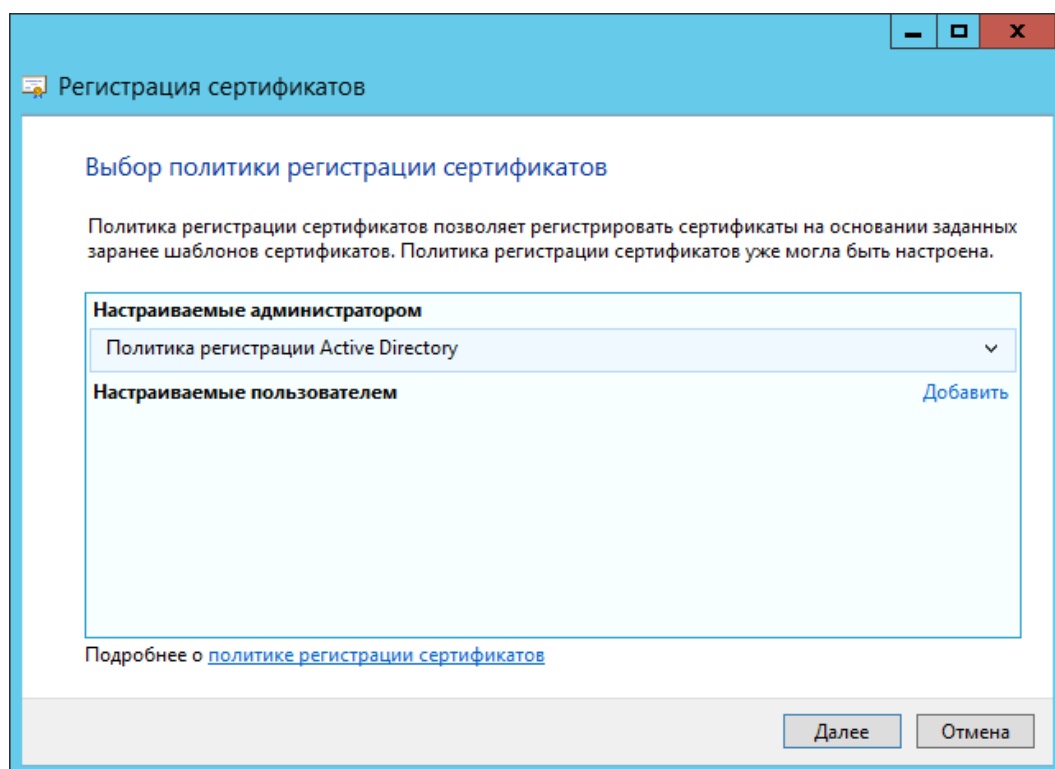 Регистрация сертификатов
Выбор политики регистрации сертификатов
Политика регистрации сертификатов позволяет регистрировать сертификаты на основании заданных
заранее шаблонов сертификатов. Политика регистрации сертификатов уже могла быть настроена.
Настраиваемые администратором
Политика регистрации Active Directory
Настраиваемые пользователем Добавить
Подробнее о политике регистрации сертификатов
Далее Отмена